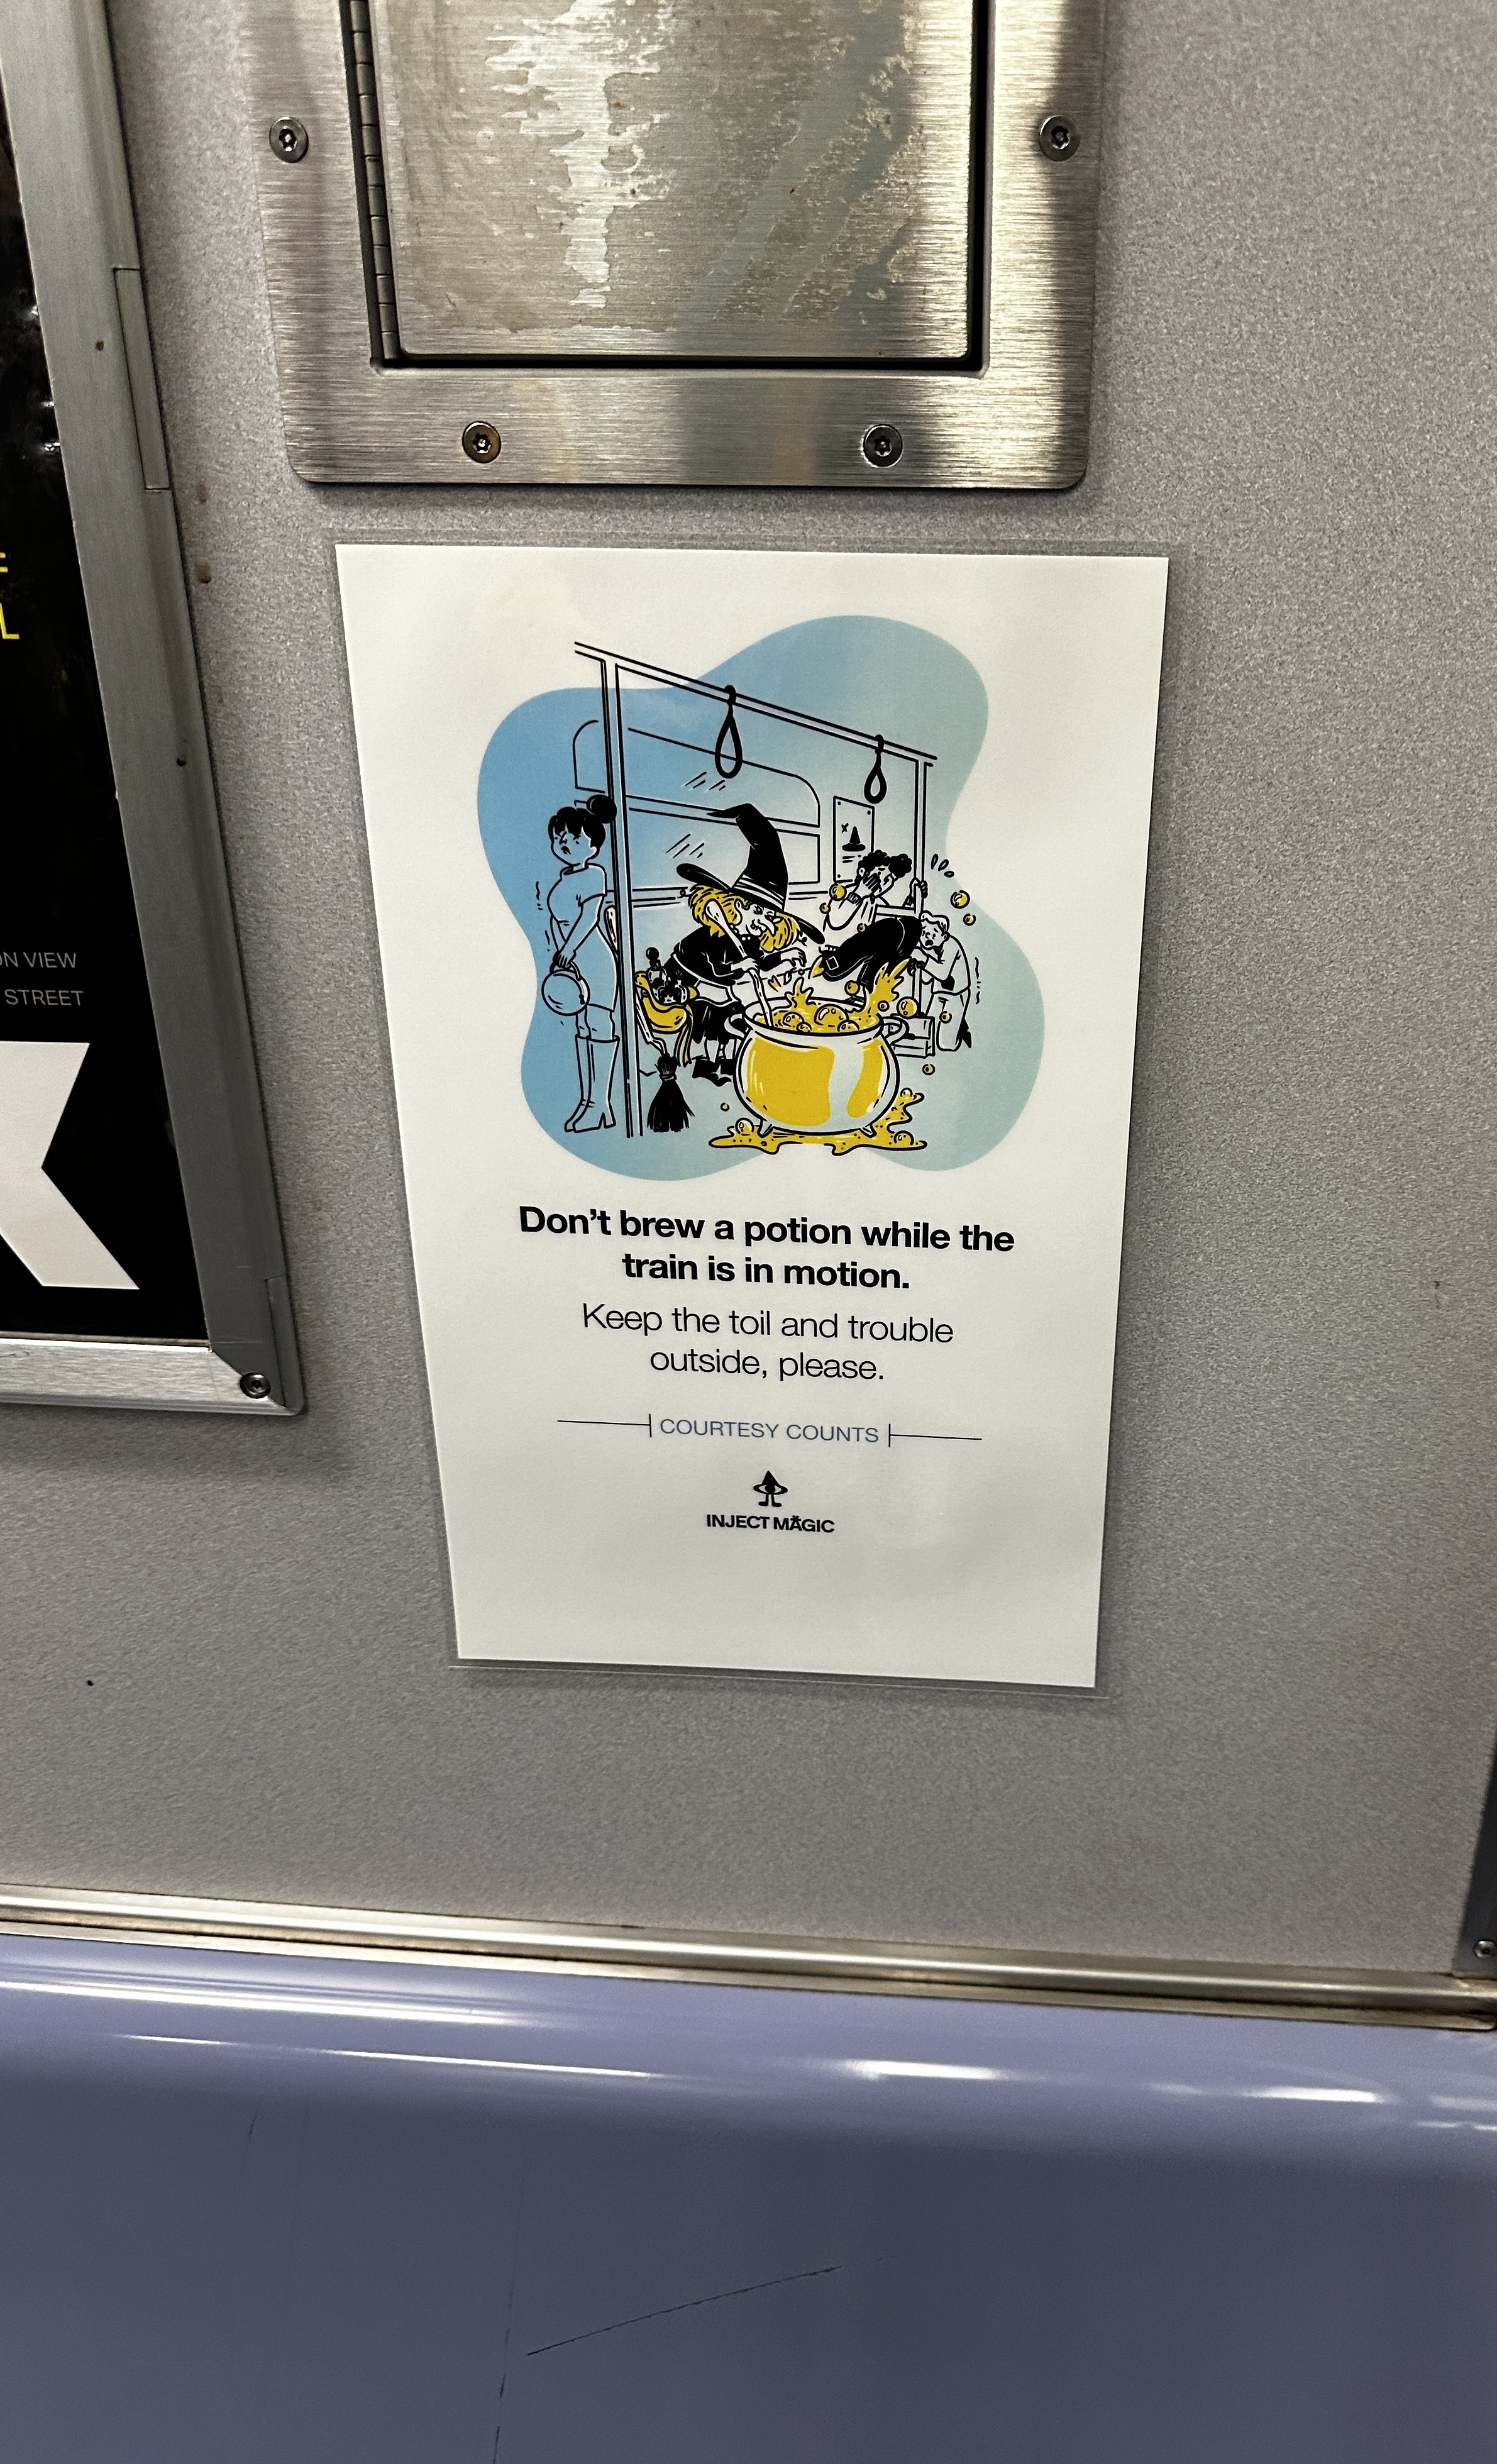 F
L
ON VIEW
STREET
K
Don't brew a potion while the
train is in motion.
Keep the toil and trouble
outside, please.
COURTESY COUNTS
INJECT MAGIC